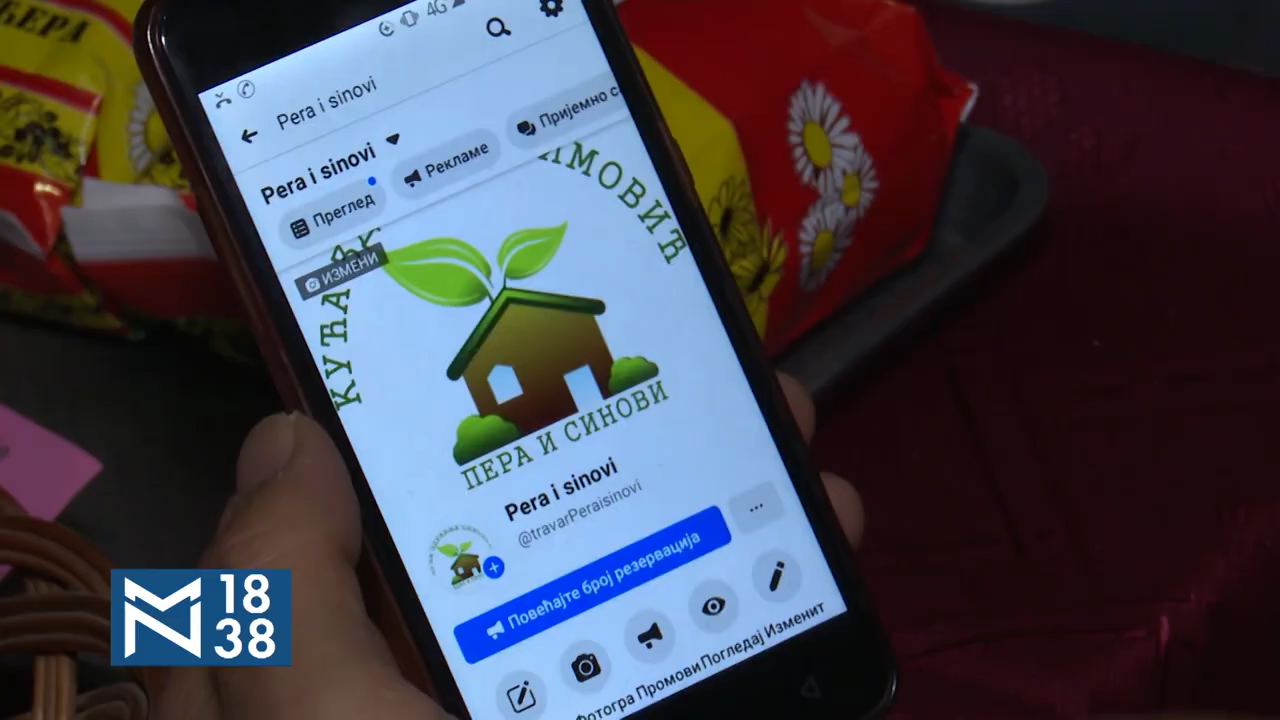 4G
Pera i sinovi
Pera i sinovi
Преглед
Рекламе
Пријемно с
ИЗМЕНИ
КУЋА
ИМОВИЋ
ПЕРА И СИНОВИ
Pera i sinovi
@travarPeraisinovi
Повећајте број резервација
Фотогра Промови Погледај Изменит
18
38